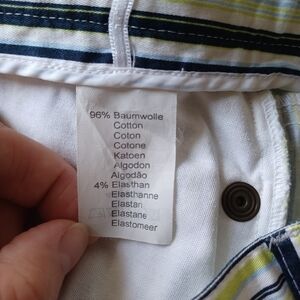 96% Baumwolle
Cotton
Coton
Cotone
Katoen
Algodon
Algodão
4% Elasthan
Elasthanne
Elastan
Elastane
Elastomeer